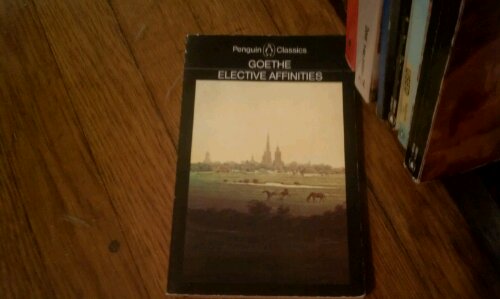 Penguin Classics
GOETHE
ELECTIVE AFFINITIES